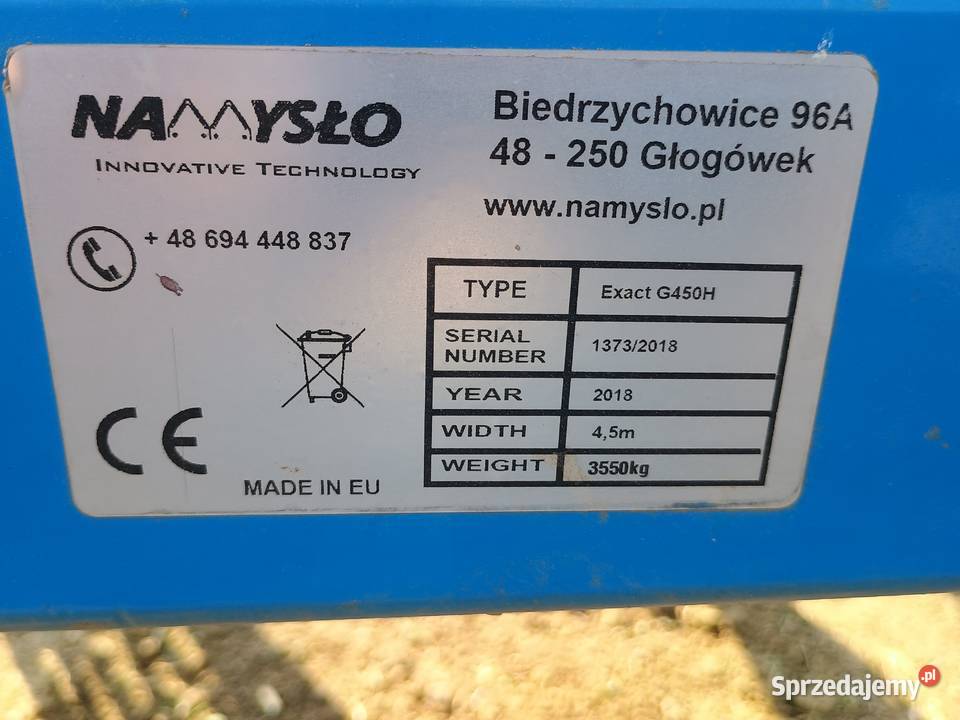 NAMYSŁO
INNOVATIVE TECHNOLOGY
+ 48 694 448 837
Biedrzychowice 96A
48 - 250 Głogówek
www.namyslo.pl
TYPE Exact G450H
SERIAL NUMBER 1373/2018
YEAR 2018
WIDTH 4,5m
WEIGHT 3550kg
CE
MADE IN EU
Sprzedajemy.pl